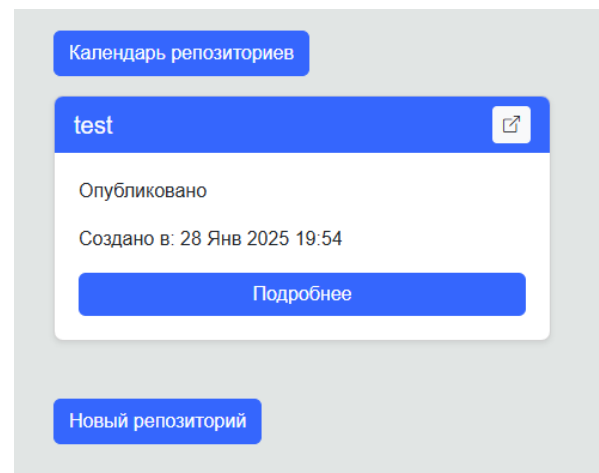 Календарь репозиториев
test
Опубликовано
Создано в: 28 Янв 2025 19:54
Подробнее
Новый репозиторий